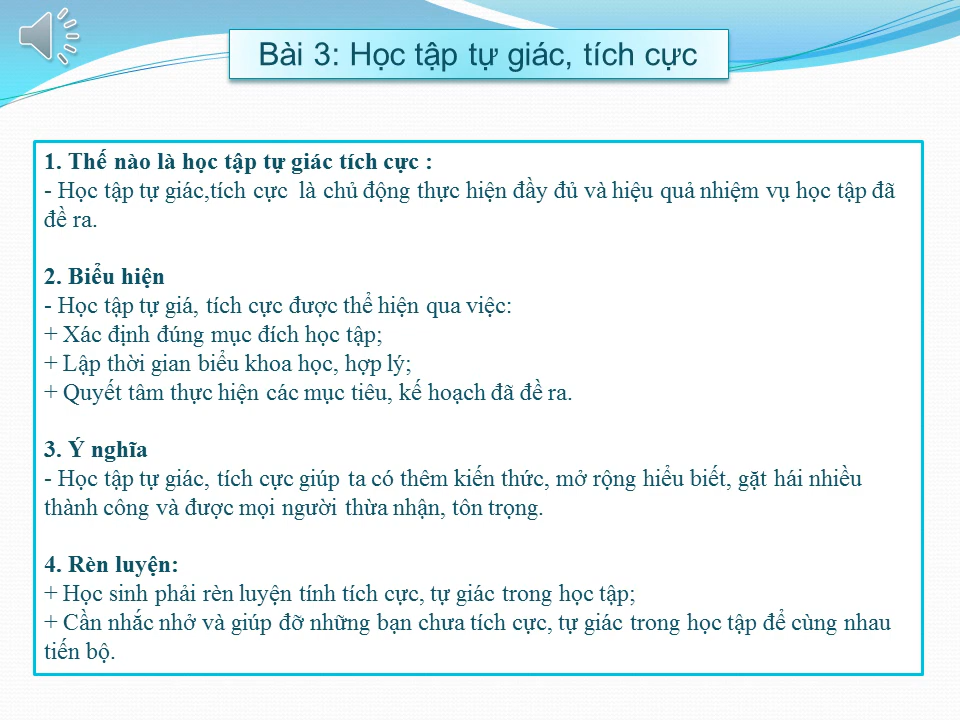 Bài 3: Học tập tự giác, tích cực
1. Thế nào là học tập tự giác tích cực :
- Học tập tự giác,tích cực  là chủ động thực hiện đầy đủ và hiệu quả nhiệm vụ học tập đã
đề ra.
2. Biểu hiện
- Học tập tự giá, tích cực được thể hiện qua việc:
+ Xác định đúng mục đích học tập;
+ Lập thời gian biểu khoa học, hợp lý;
+ Quyết tâm thực hiện các mục tiêu, kế hoạch đã đề ra.
3. Ý nghĩa
- Học tập tự giác, tích cực giúp ta có thêm kiến thức, mở rộng hiểu biết, gặt hái nhiều
thành công và được mọi người thừa nhận, tôn trọng.
4. Rèn luyện:
+ Học sinh phải rèn luyện tính tích cực, tự giác trong học tập;
+ Cần nhắc nhở và giúp đỡ những bạn chưa tích cực, tự giác trong học tập để cùng nhau
tiến bộ.